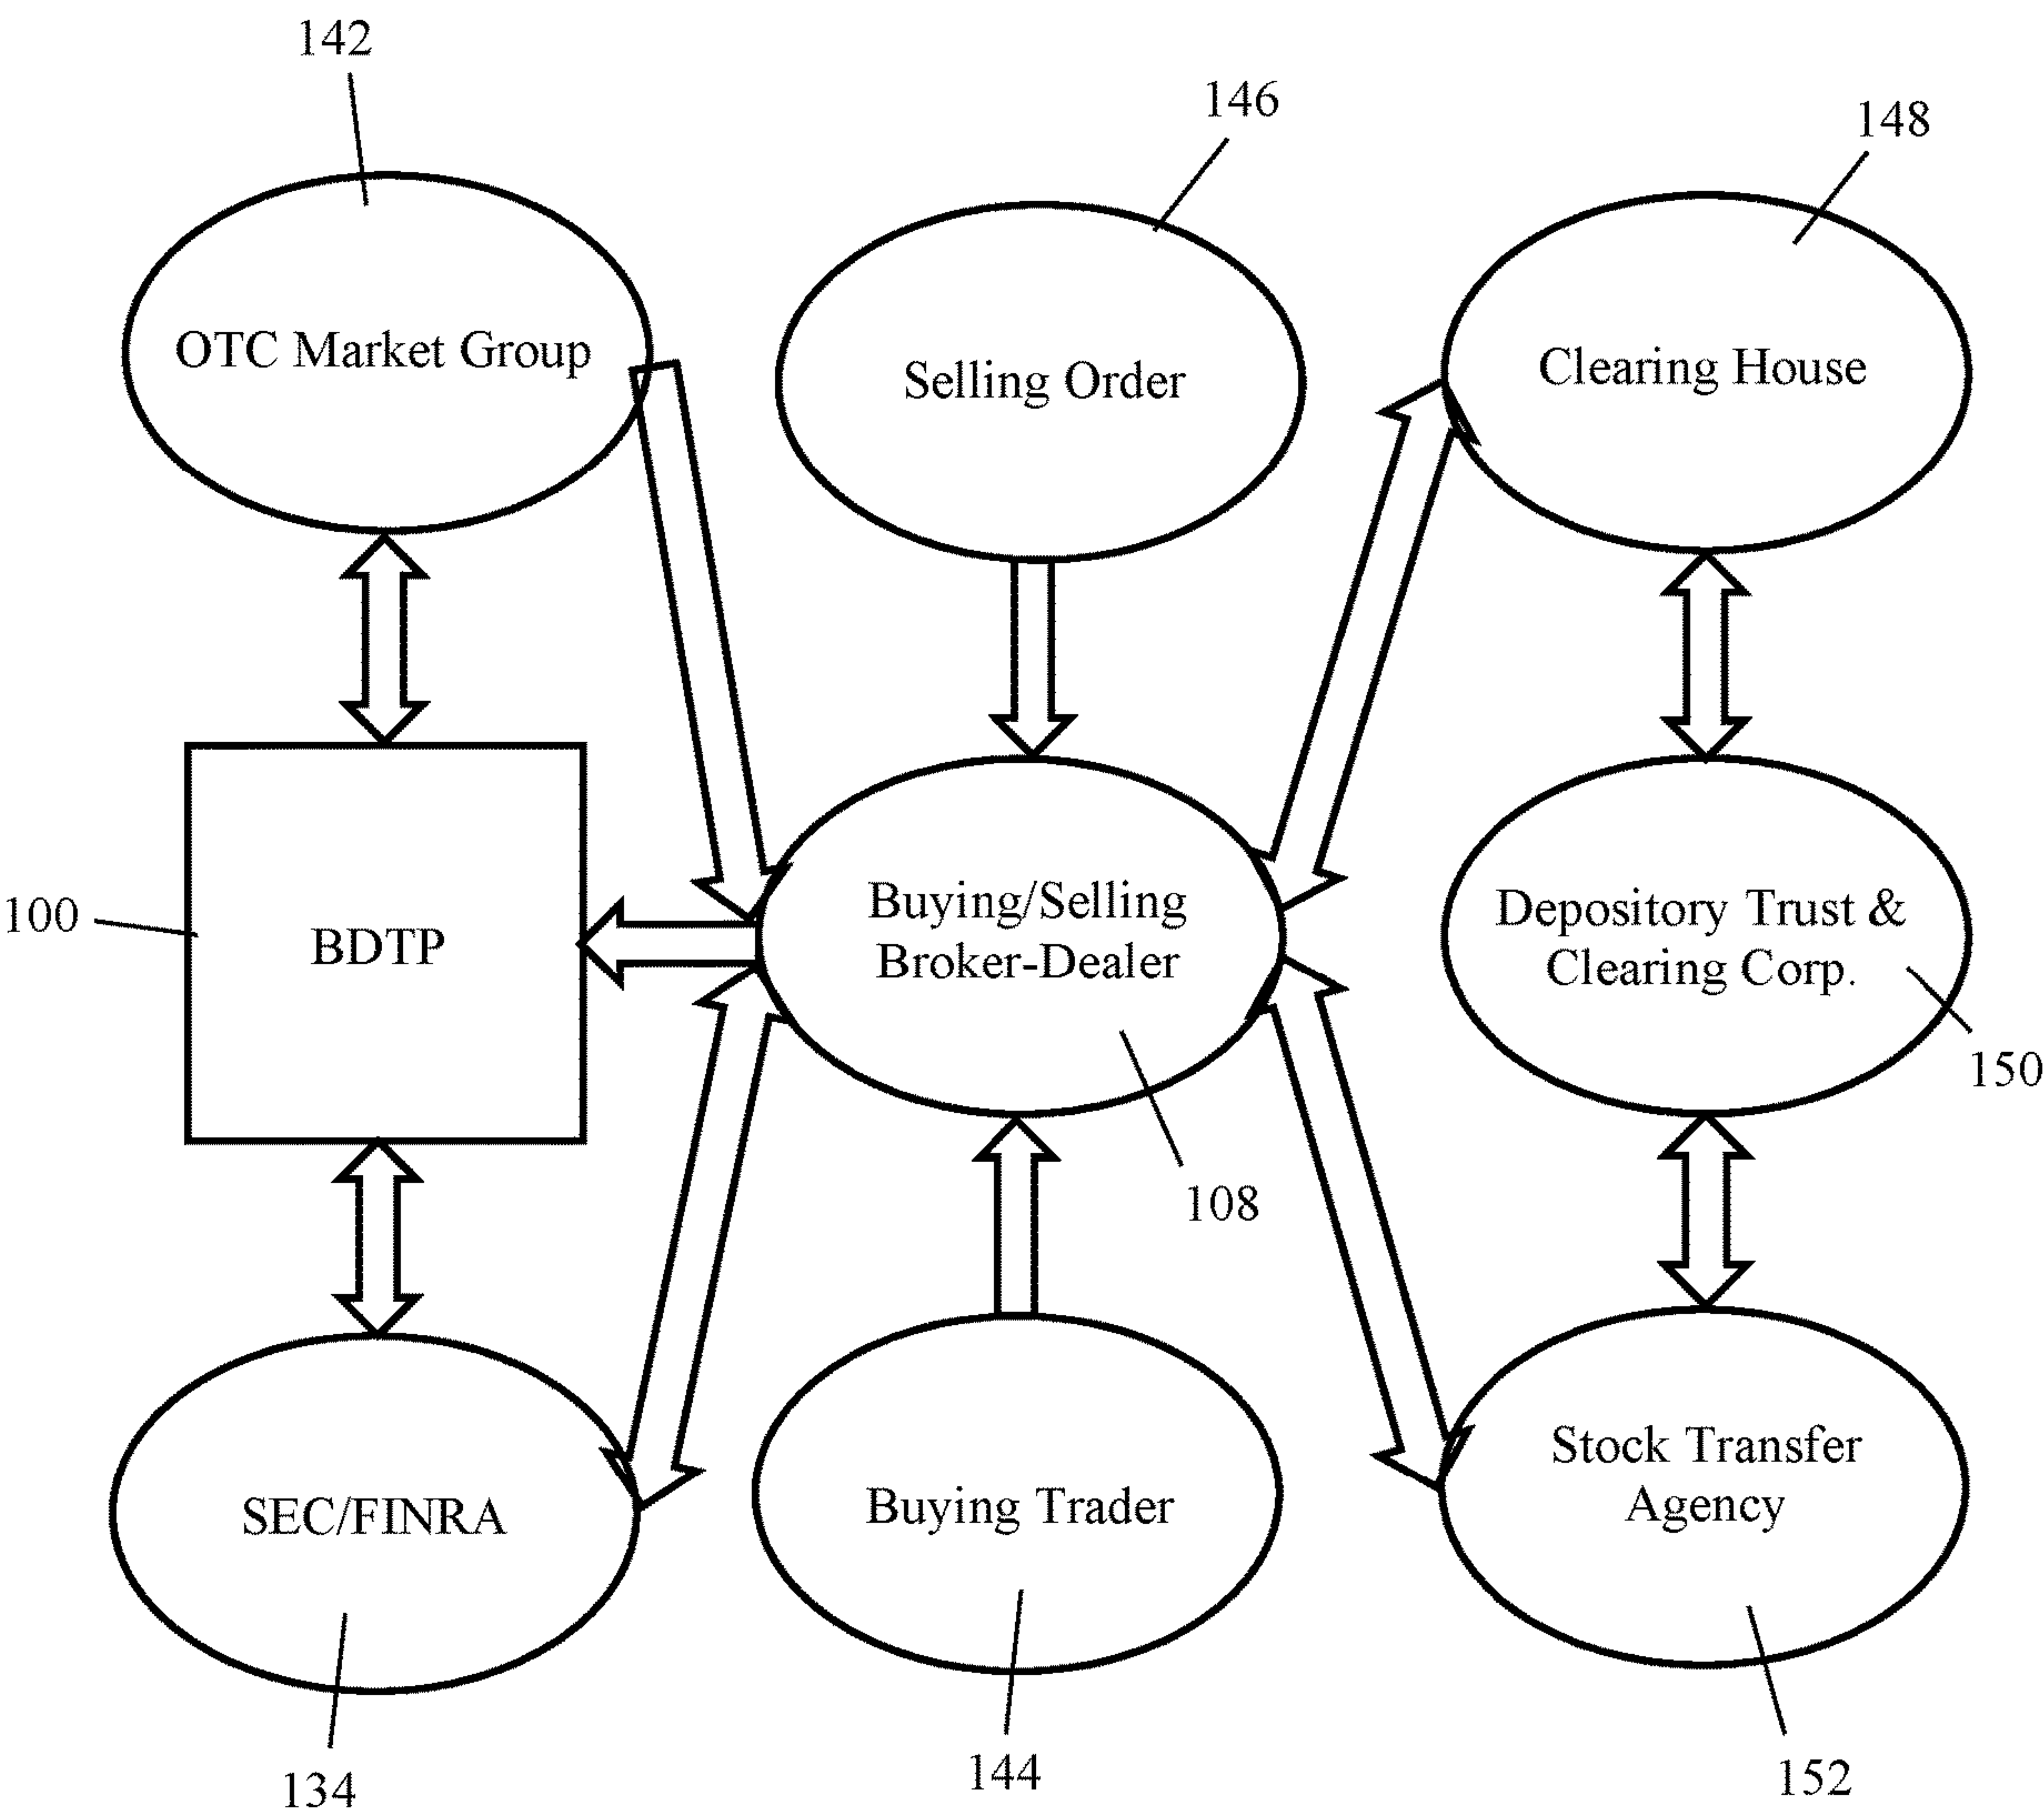 142
146
148
OTC Market Group
Selling Order
Clearing House
100
BDTP
Buying/Selling
Broker-Dealer
Depository Trust &
Clearing Corp.
150
108
SEC/FINRA
Buying Trader
Stock Transfer
Agency
134
144
152